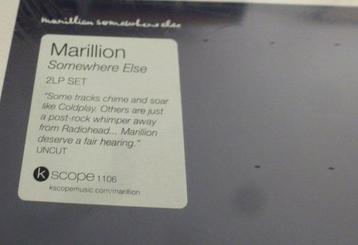 marillion somewhere else
Marillion
Somewhere Else
2LP SET
"Some tracks chime and soar
like Coldplay. Others are just
a post-rock whimper away
from Radiohead... Marillion
deserve a fair hearing."
UNCUT
kscope 1106
kscopemusic.com/marillion